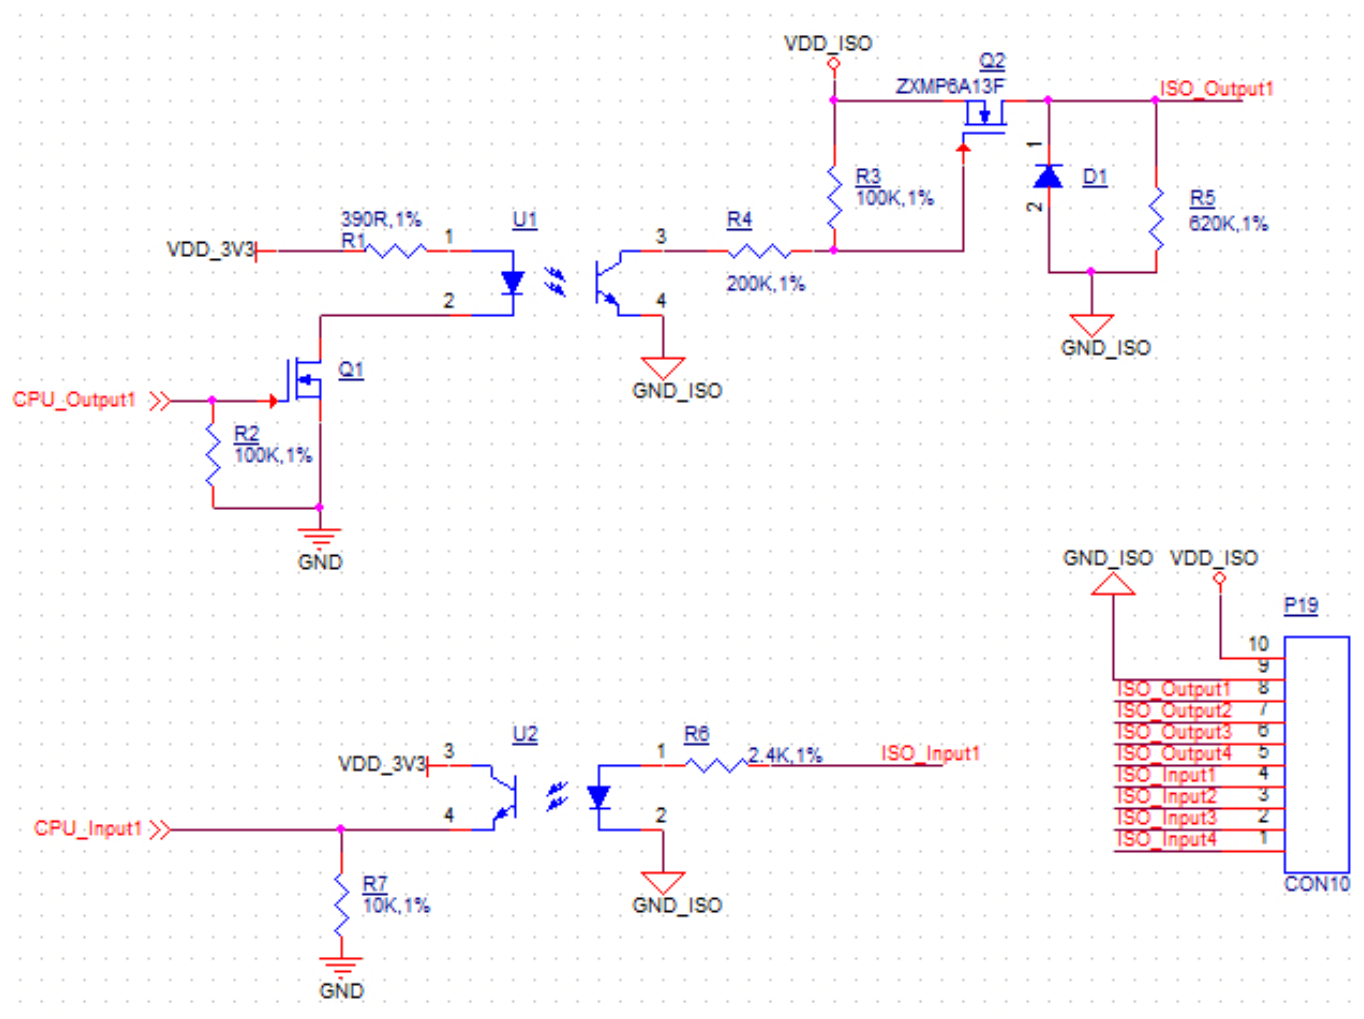 VDD_ISO
Q2
ZXMP6A13F
ISO_Output1
1
D1
2
R3
100K,1%
R5
620K,1%
390R,1%
R1
VDD_3V3
1
U1
2
3
4
R4
200K,1%
GND_ISO
GND_ISO
CPU_Output1
Q1
R2
100K,1%
GND
GND_ISO
VDD_ISO
P19
10
9
ISO_Output1 8
ISO_Output2 7
ISO_Output3 6
ISO_Output4 5
ISO_Input1 4
ISO_Input2 3
ISO_Input3 2
ISO_Input4 1
CON10
VDD_3V3
3
U2
1
R6
2.4K,1%
ISO_Input1
CPU_Input1
4
2
R7
10K,1%
GND_ISO
GND